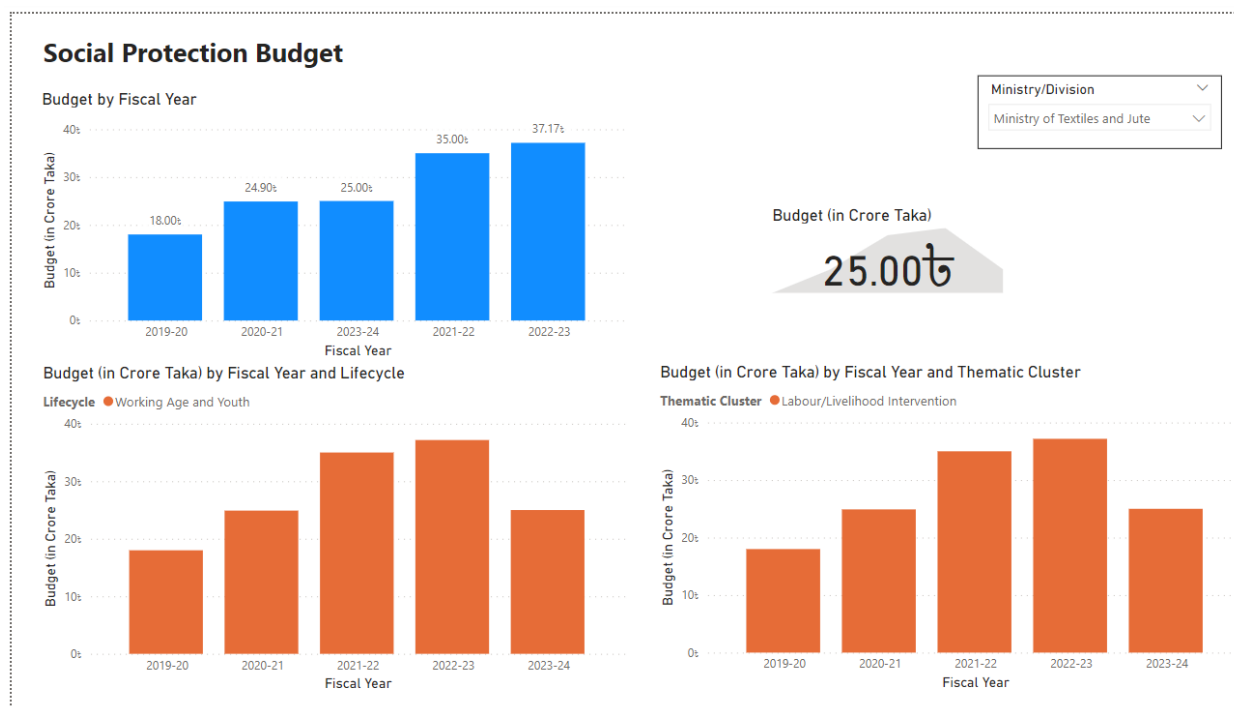 Social Protection Budget
Budget by Fiscal Year
Budget (in Crore Taka)
40৳
30৳
20৳
10৳
0৳
18.00৳
24.90৳
25.00৳
35.00৳
37.17৳
2019-20
2020-21
2023-24
2021-22
2022-23
Fiscal Year
Ministry/Division
Ministry of Textiles and Jute
Budget (in Crore Taka)
25.00৳
Budget (in Crore Taka) by Fiscal Year and Lifecycle
Lifecycle Working Age and Youth
Budget (in Crore Taka)
40৳
30৳
20৳
10৳
0৳
2019-20
2020-21
2021-22
2022-23
2023-24
Fiscal Year
Budget (in Crore Taka) by Fiscal Year and Thematic Cluster
Thematic Cluster Labour/Livelihood Intervention
Budget (in Crore Taka)
40৳
30৳
20৳
10৳
0৳
2019-20
2020-21
2021-22
2022-23
2023-24
Fiscal Year